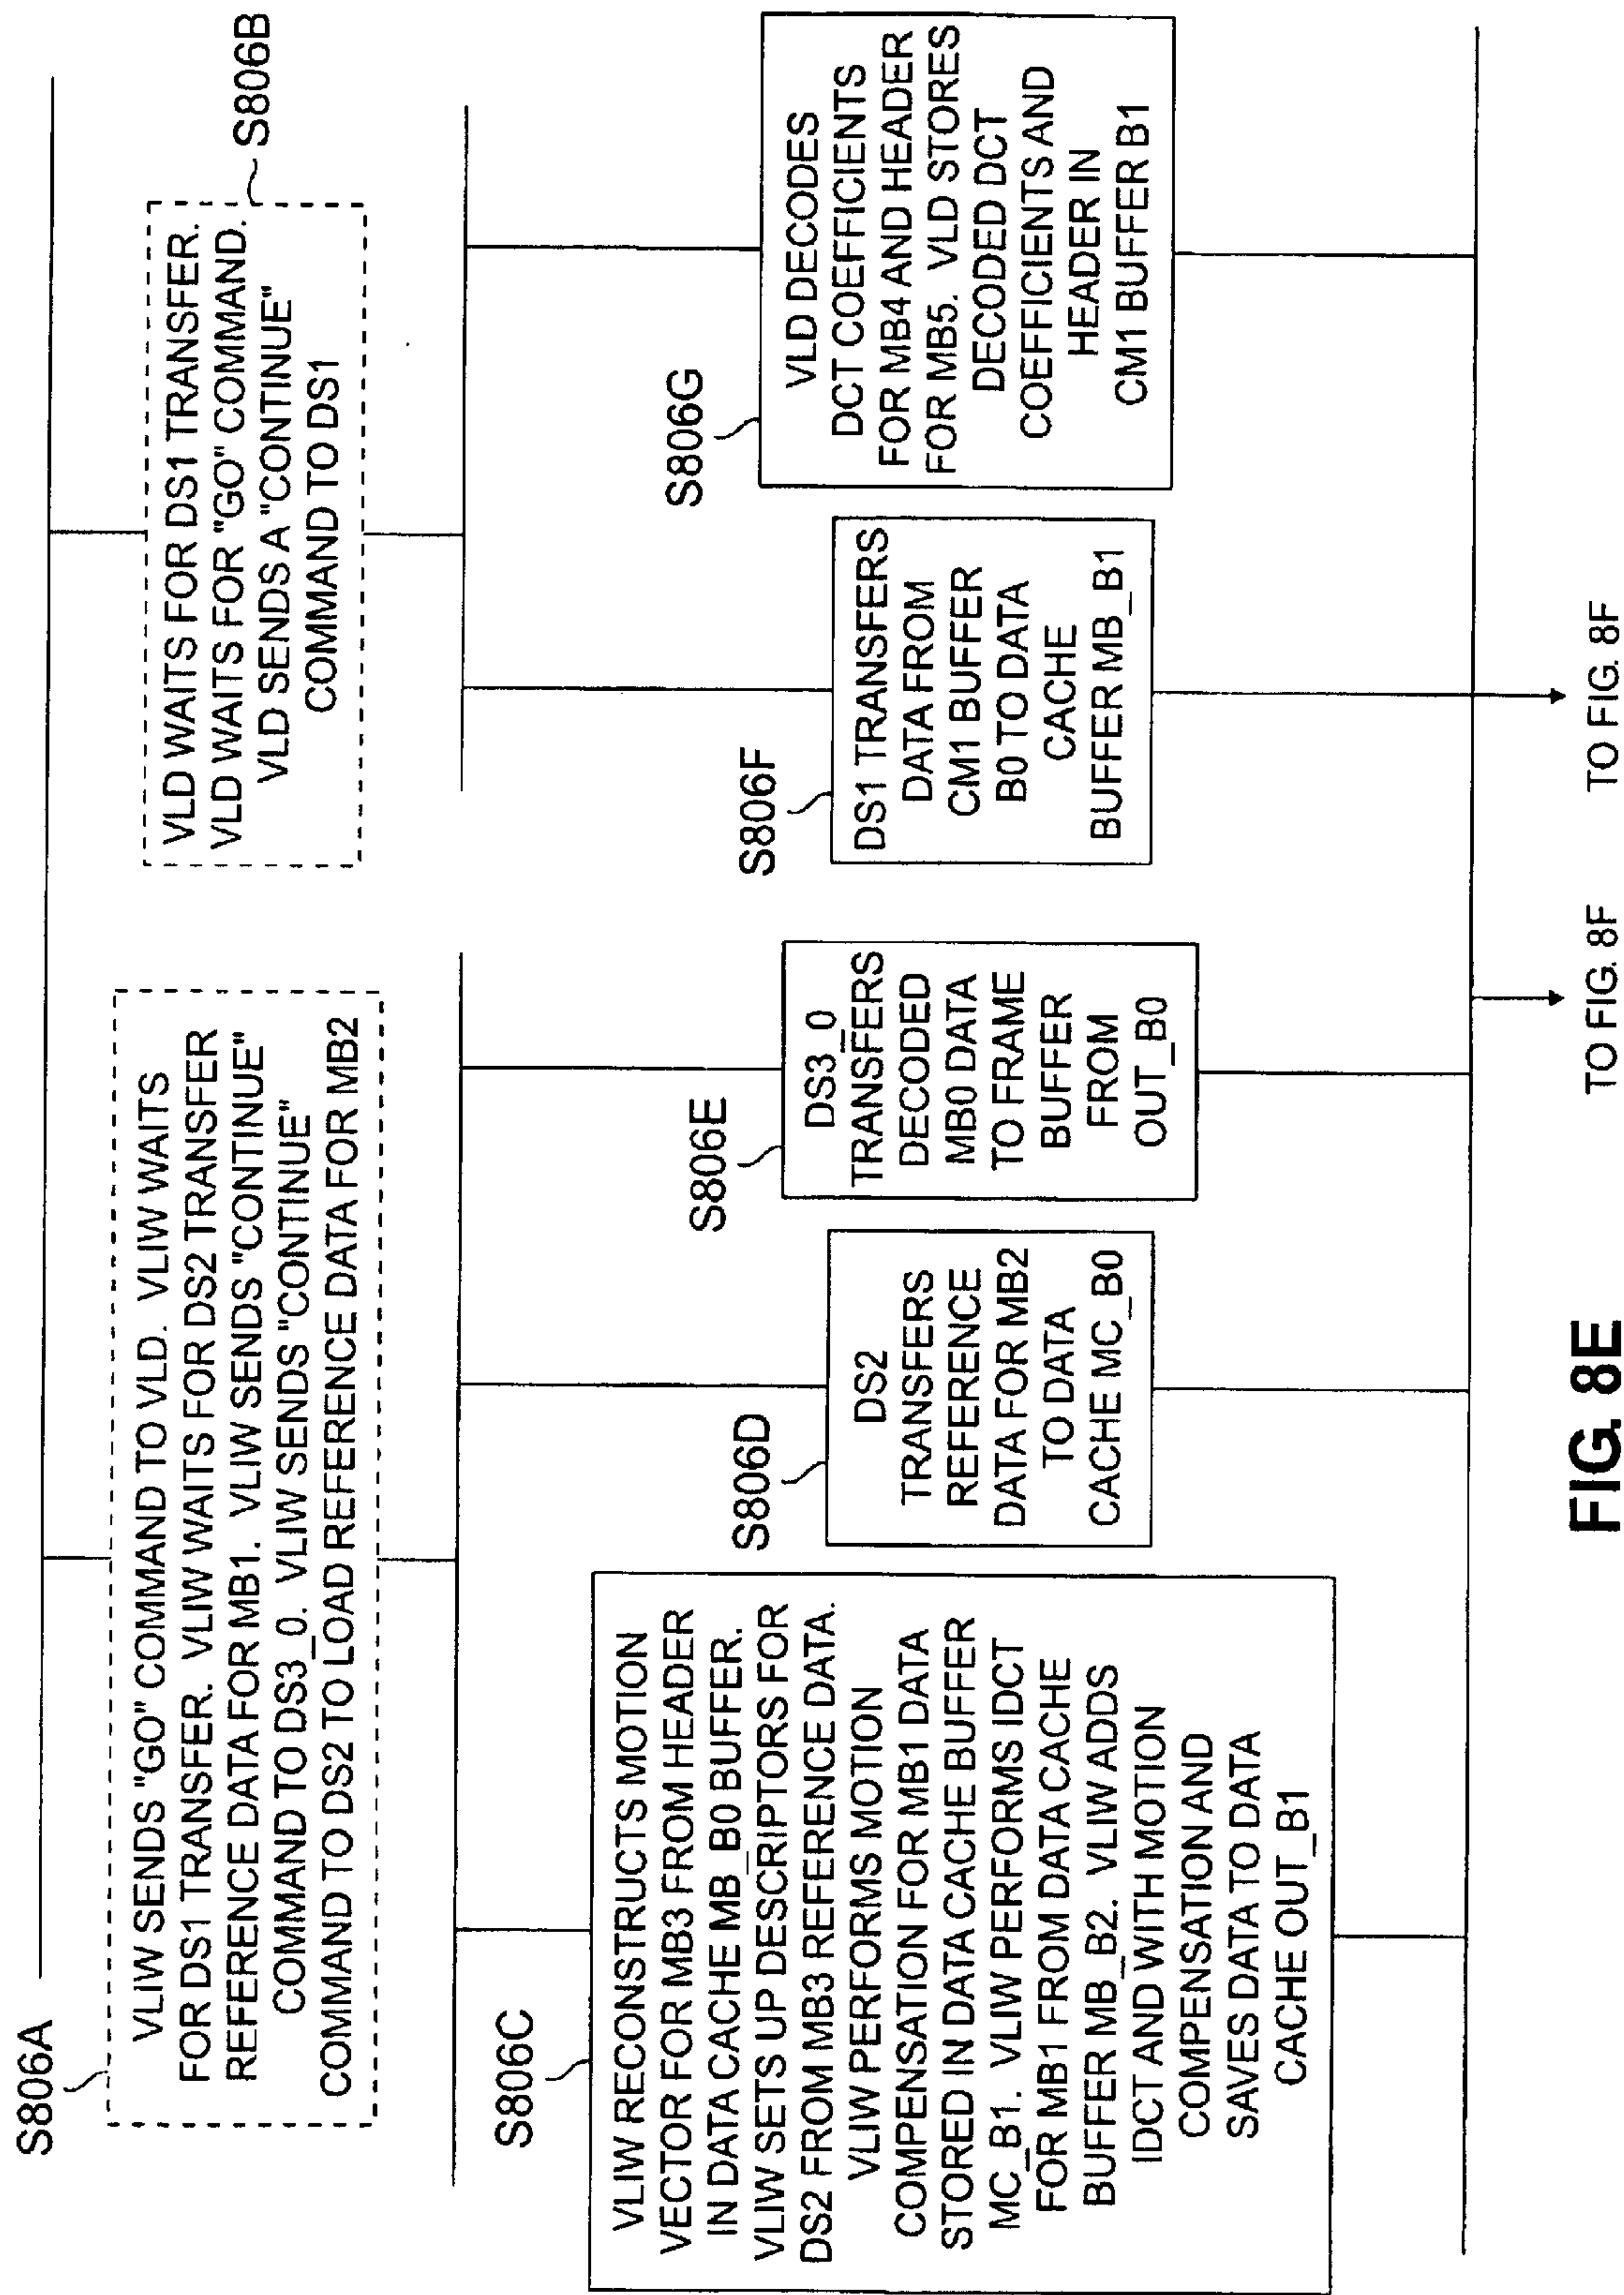 S806A
VLIW SENDS "GO" COMMAND TO VLD. VLIW WAITS
FOR DS1 TRANSFER. VLIW WAITS FOR DS2 TRANSFER
REFERENCE DATA FOR MB1. VLIW SENDS "CONTINUE"
COMMAND TO DS3_0. VLIW SENDS "CONTINUE"
COMMAND TO DS2 TO LOAD REFERENCE DATA FOR MB2
VLD WAITS FOR DS1 TRANSFER.
VLD WAITS FOR "GO" COMMAND.
VLD SENDS A "CONTINUE"
COMMAND TO DS1
S806B
S806C
VLIW RECONSTRUCTS MOTION
VECTOR FOR MB3 FROM HEADER
IN DATA CACHE MB_B0 BUFFER.
VLIW SETS UP DESCRIPTORS FOR
DS2 FROM MB3 REFERENCE DATA.
VLIW PERFORMS MOTION
COMPENSATION FOR MB1 DATA
STORED IN DATA CACHE BUFFER
MC_B1. VLIW PERFORMS IDCT
FOR MB1 FROM DATA CACHE
BUFFER MB_B2. VLIW ADDS
IDCT AND WITH MOTION
COMPENSATION AND
SAVES DATA TO DATA
CACHE OUT_B1
S806D
DS2
TRANSFERS
REFERENCE
DATA FOR MB2
TO DATA
CACHE MC_B0
S806E
DS3_0
TRANSFERS
DECODED
MB0 DATA
TO FRAME
BUFFER
FROM
OUT_B0
S806F
DS1 TRANSFERS
DATA FROM
CM1 BUFFER
B0 TO DATA
CACHE
BUFFER MB_B1
S806G
VLD DECODES
DCT COEFFICIENTS
FOR MB4 AND HEADER
FOR MB5. VLD STORES
DECODED DCT
COEFFICIENTS AND
HEADER IN
CM1 BUFFER B1
TO FIG. 8F
TO FIG. 8F
FIG. 8E